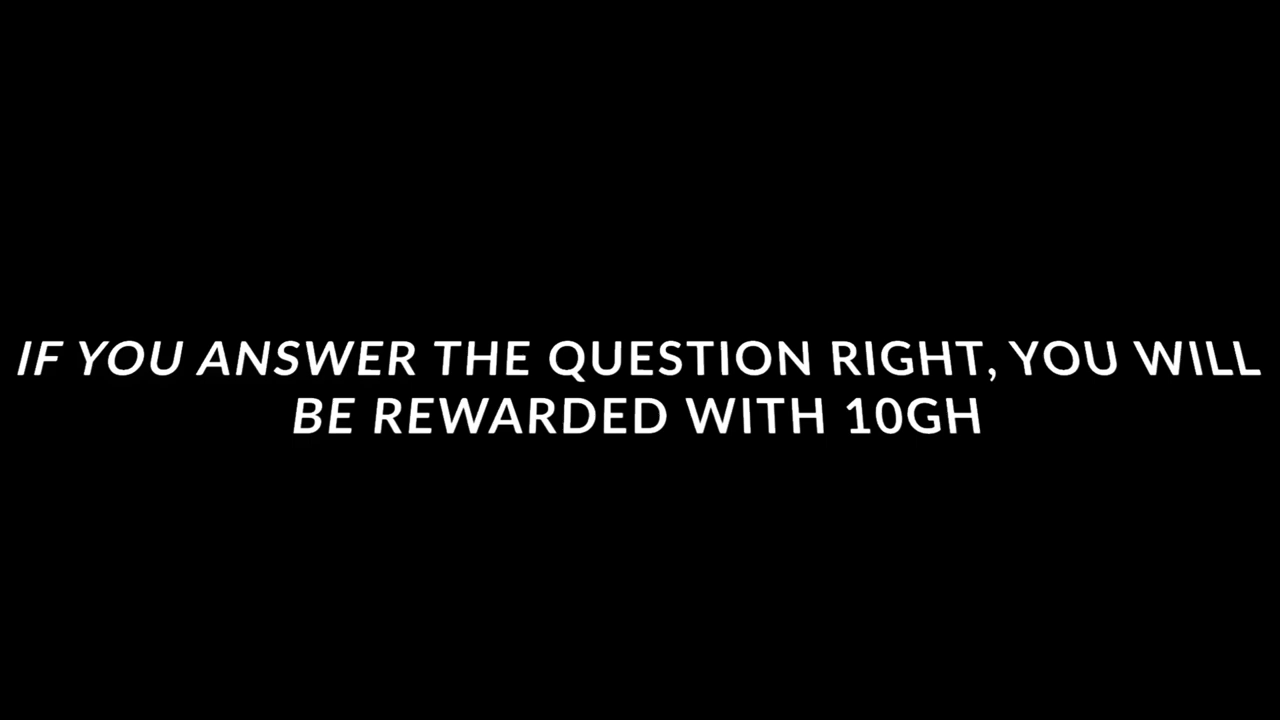 IF YOU ANSWER THE QUESTION RIGHT, YOU WILL
BE REWARDED WITH 10GH